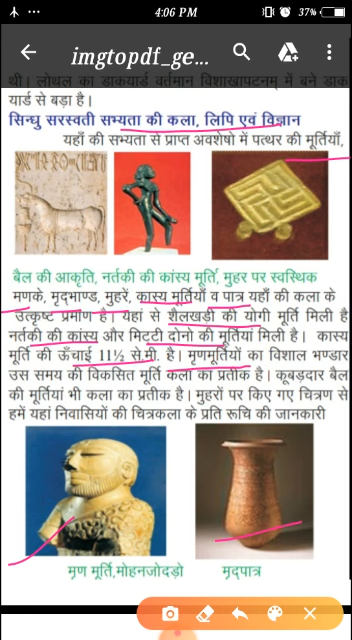 4:06 PM
37%
imgtopdf_ge...
थी। लोथल का डाकयार्ड वर्तमान विशाखापटनम् में बने डाक
यार्ड से बड़ा है।
सिन्धु सरस्वती सभ्यता की कला, लिपि एवं विज्ञान
यहाँ की सभ्यता से प्राप्त अवशेषो में पत्थर की मूर्तियाँ,
बैल की आकृति, नर्तकी की कांस्य मूर्ति, मुहर पर स्वस्थिक
मणके, मृद्भाण्ड, मुहरें, कास्य मूर्तियाँ व पात्र यहाँ की कला के
उत्कृष्ट प्रमाण है। यहां से शैलखड़ी की योगी मूर्ति मिली है
नर्तकी की कांस्य और मिट्टी दोनो की मूर्तियां मिली है। कास्य
मूर्ति की ऊँचाई 11½ से.मी. है। मृणमूर्तियों का विशाल भण्डार
उस समय की विकसित मूर्ति कला का प्रतीक है। कूबड़दार बैल
की मूर्तियां भी कला का प्रतीक है। मुहरों पर किए गए चित्रण से
हमें यहां निवासियों की चित्रकला के प्रति रूचि की जानकारी
मृण मूर्ति,मोहनजोदड़ो
मृद्पात्र